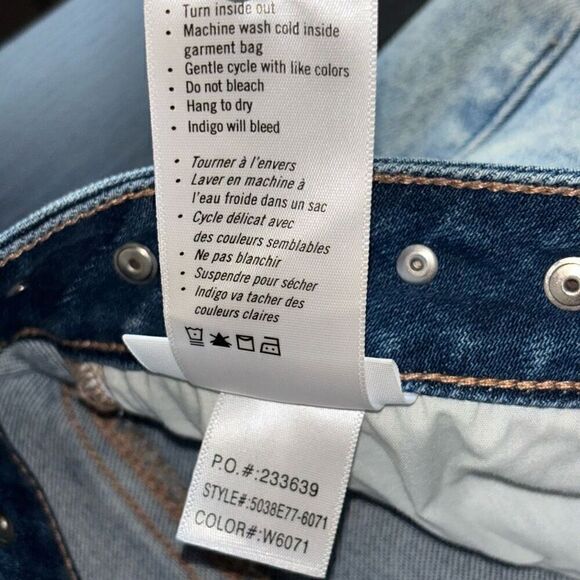 • Turn inside out
• Machine wash cold inside
garment bag
• Gentle cycle with like colors
• Do not bleach
• Hang to dry
• Indigo will bleed
• Tourner à l'envers
• Laver en machine à
l'eau froide dans un sac
• Cycle délicat avec
des couleurs semblables
• Ne pas blanchir
• Suspendre pour sécher
• Indigo va tacher des
couleurs claires
P.O.#:233639
STYLE#:5038E77-6071
COLOR#:W6071